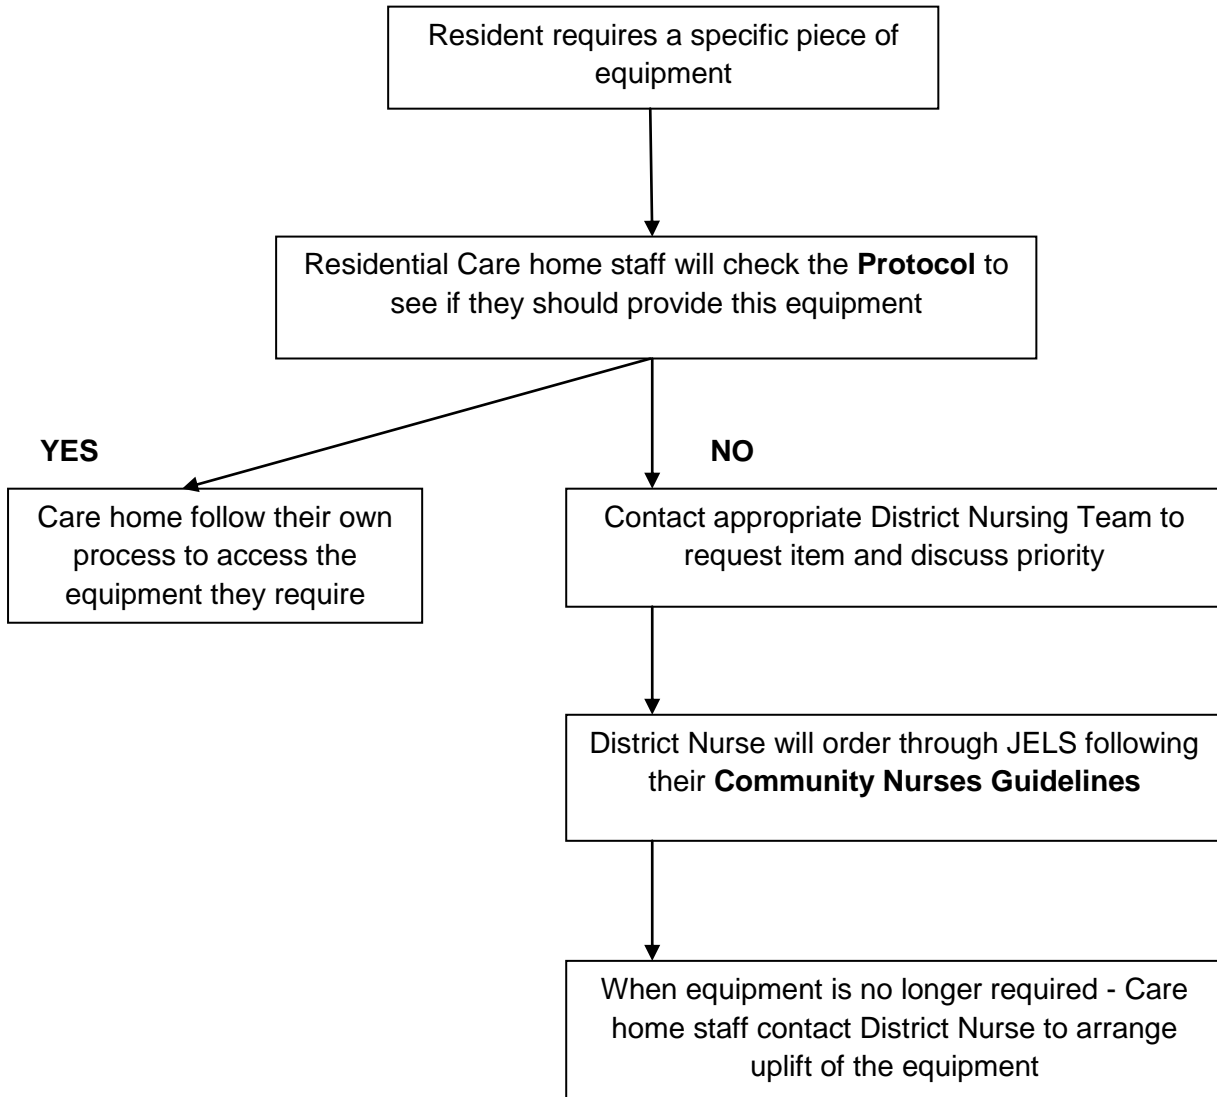 Resident requires a specific piece of
equipment
Residential Care home staff will check the Protocol to
see if they should provide this equipment
YES
NO
Care home follow their own
process to access the
equipment they require
Contact appropriate District Nursing Team to
request item and discuss priority
District Nurse will order through JELS following
their Community Nurses Guidelines
When equipment is no longer required - Care
home staff contact District Nurse to arrange
uplift of the equipment